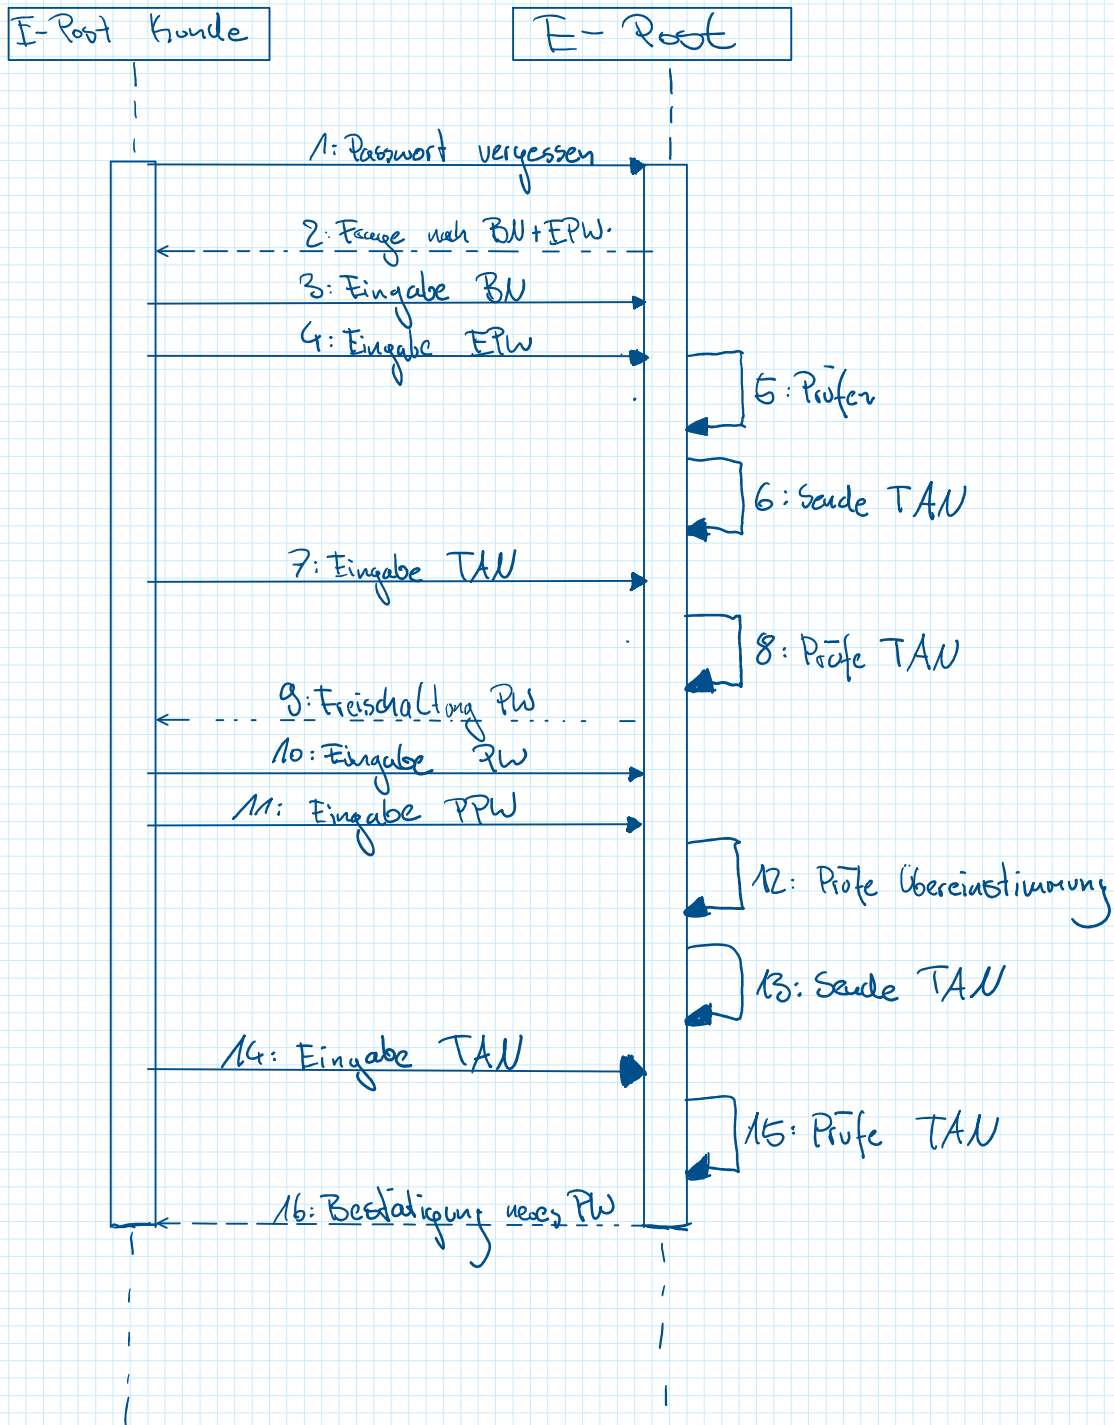 E-Post Kunde
E-Post
1: Passwort vergessen
2: Frage nach BN+EPW.
3: Eingabe BN
4: Eingabe EPW
5: Prüfen
6: Sende TAN
7: Eingabe TAN
8: Prüfe TAN
9: Freischaltung PW
10: Eingabe PW
11: Eingabe PPW
12: Prüfe Übereinstimmung
13: Sende TAN
14: Eingabe TAN
15: Prüfe TAN
16: Bestätigung neues PW